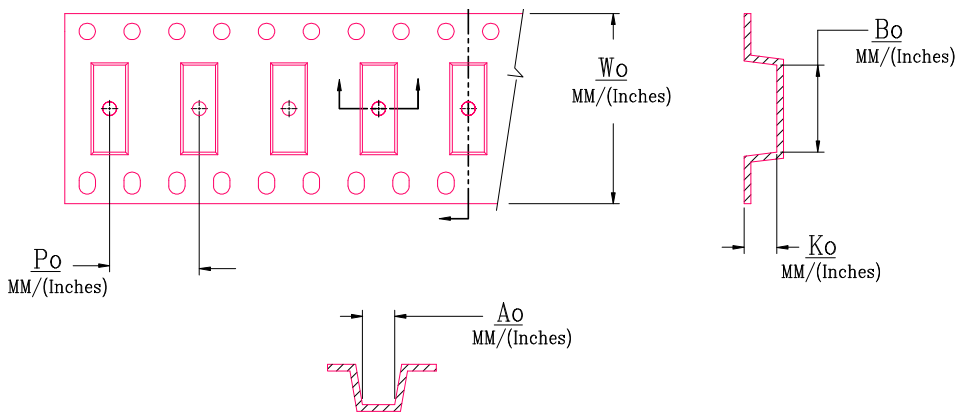 Wo
MM/(Inches)
Bo
MM/(Inches)
Po
MM/(Inches)
Ko
MM/(Inches)
Ao
MM/(Inches)